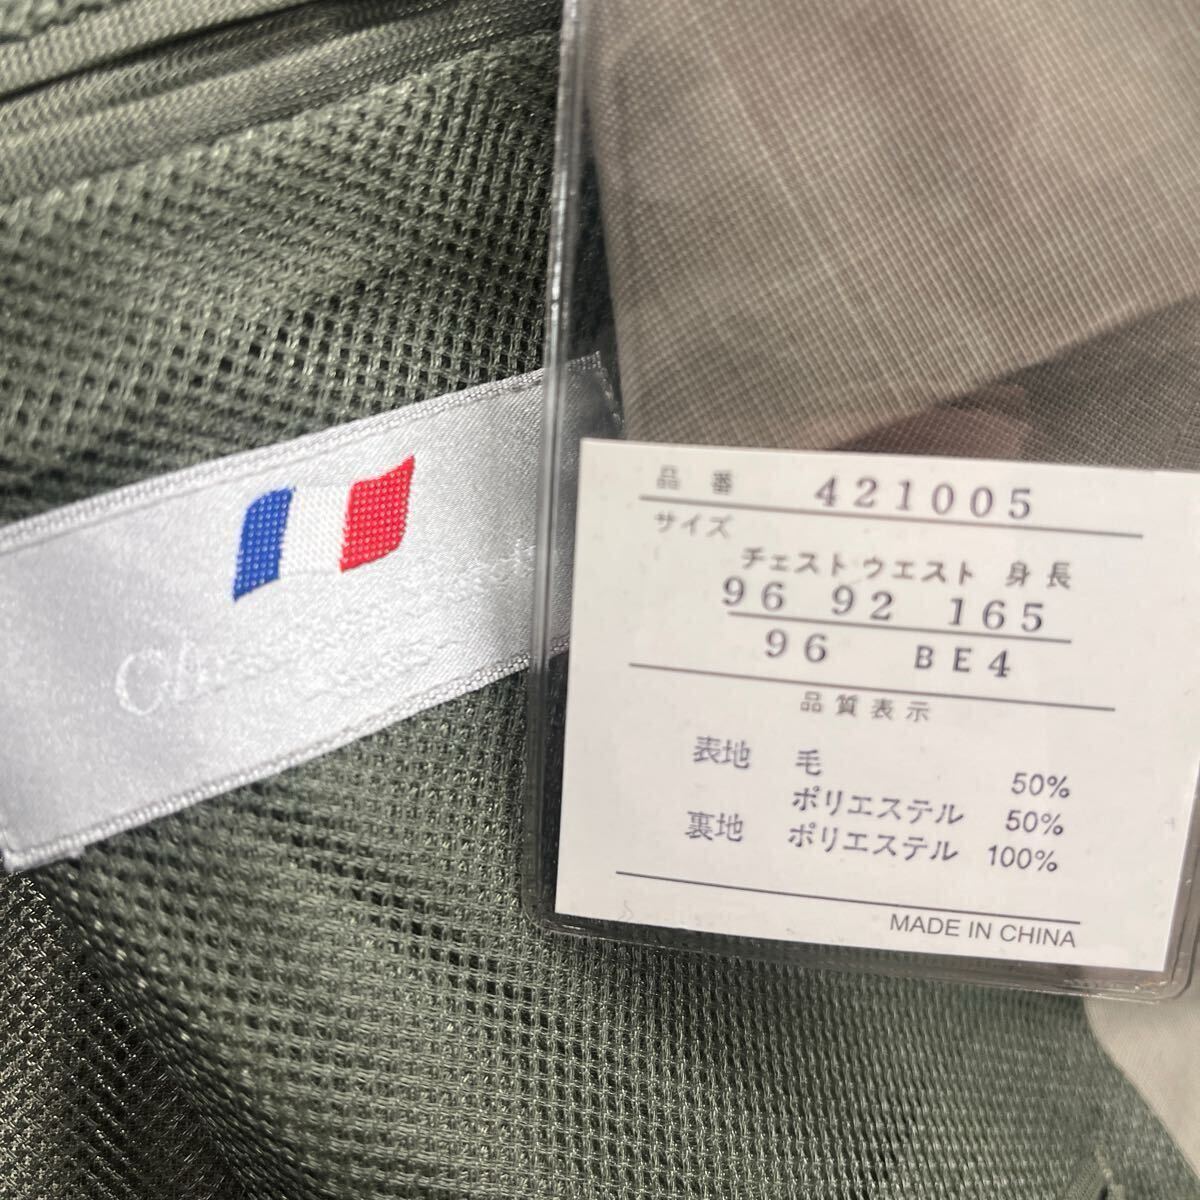 品番 421005
サイズ
チェスト ウエスト 身長
96 92 165
96 BE4
品質表示
表地 毛 50%
ポリエステル 50%
裏地 ポリエステル 100%
MADE IN CHINA